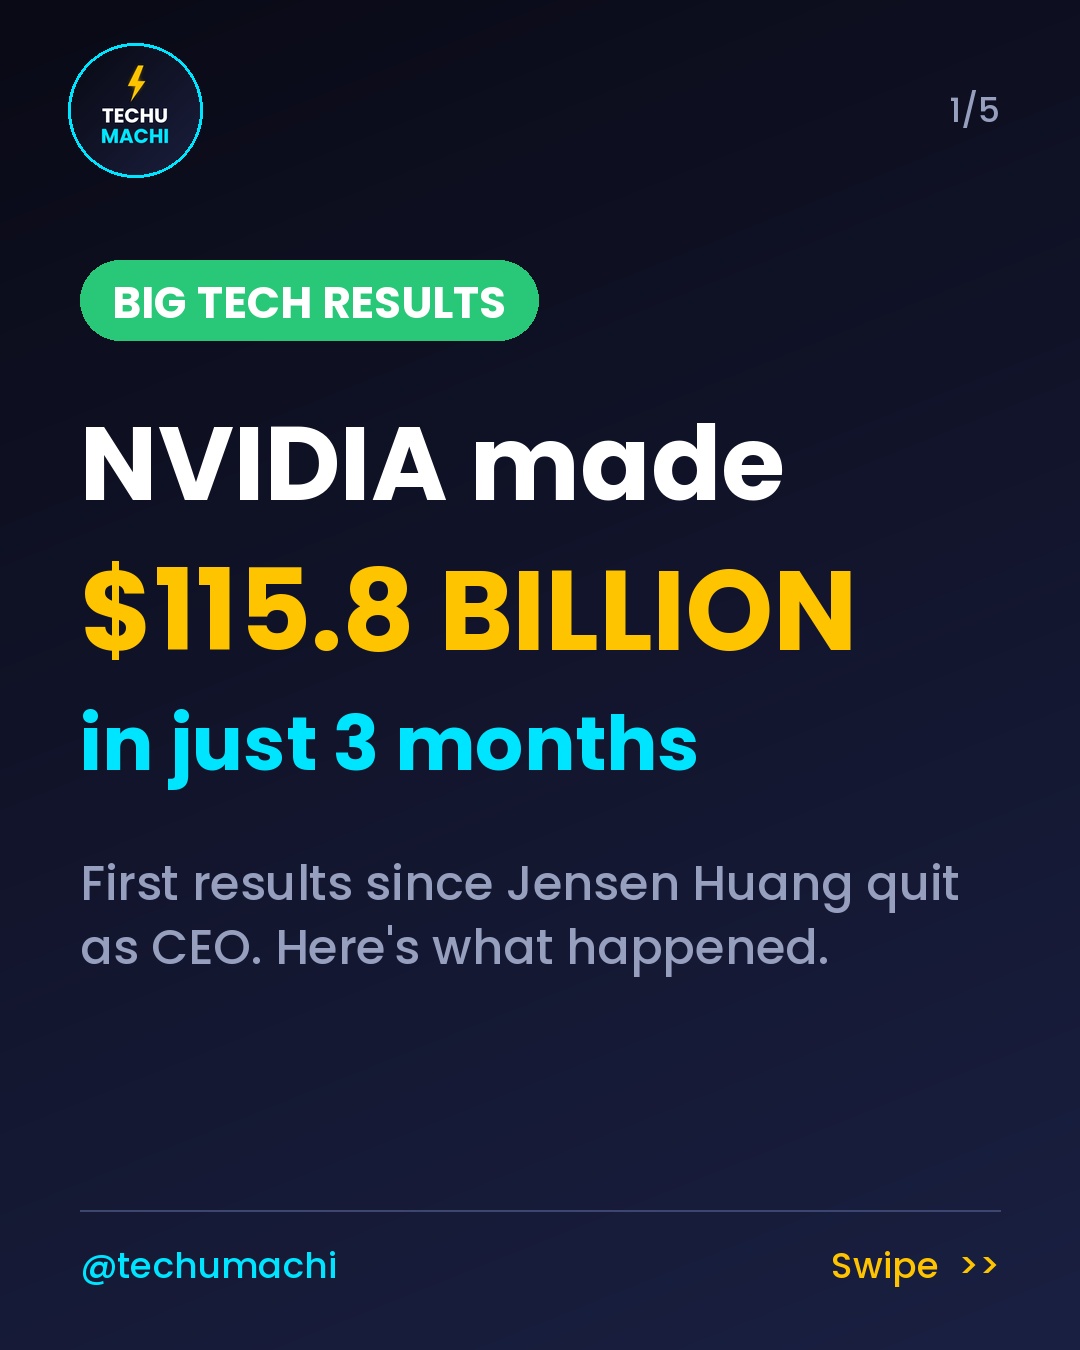 TECHU
MACHI
1/5
BIG TECH RESULTS
NVIDIA made
$115.8 BILLION
in just 3 months
First results since Jensen Huang quit
as CEO. Here's what happened.
@techumachi
Swipe >>